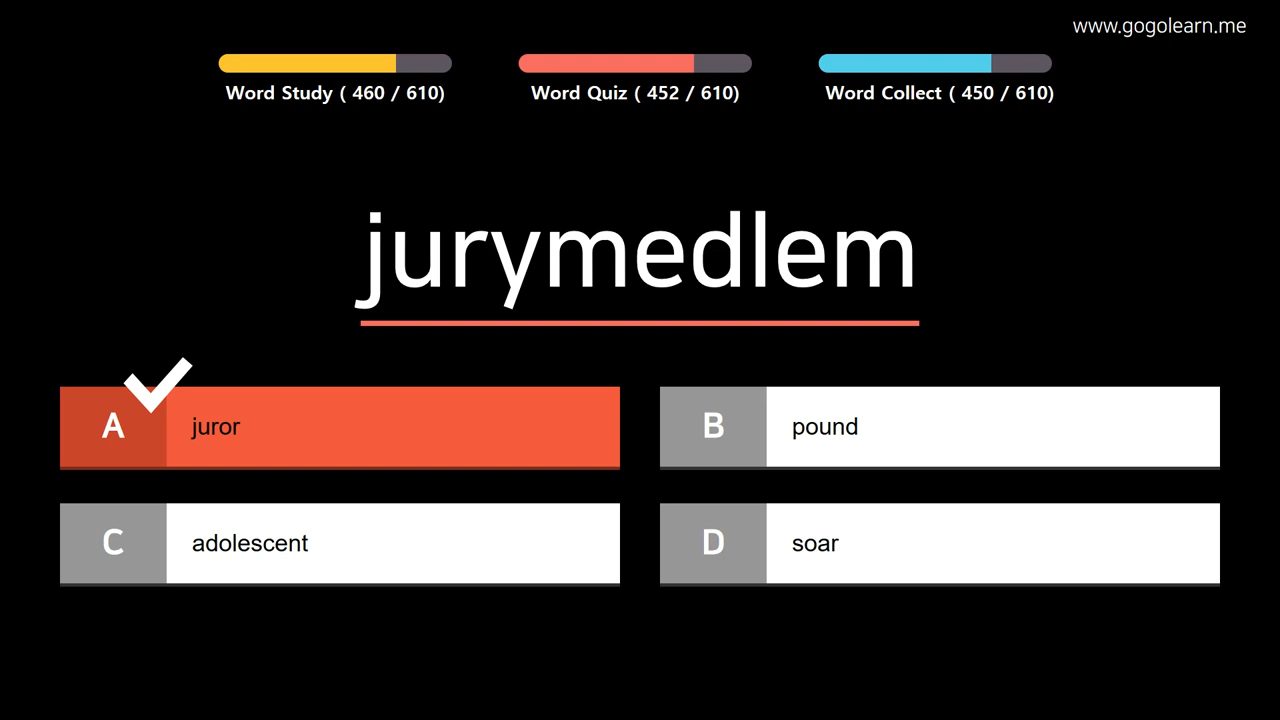 www.gogolearn.me
Word Study ( 460 / 610)
Word Quiz ( 452 / 610)
Word Collect ( 450 / 610)
jurymedlem
A juror
B pound
C adolescent
D soar